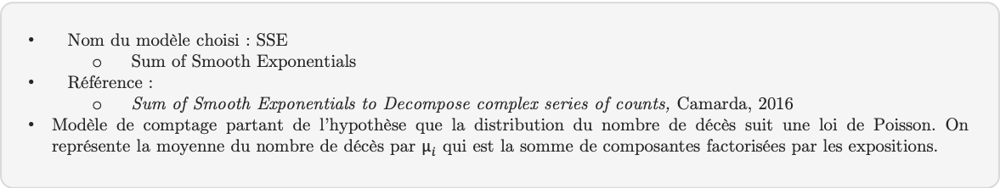 • Nom du modèle choisi : SSE
o Sum of Smooth Exponentials
• Référence :
o Sum of Smooth Exponentials to Decompose complex series of counts, Camarda, 2016
• Modèle de comptage partant de l'hypothèse que la distribution du nombre de décès suit une loi de Poisson. On
représente la moyenne du nombre de décès par μi qui est la somme de composantes factorisées par les expositions.